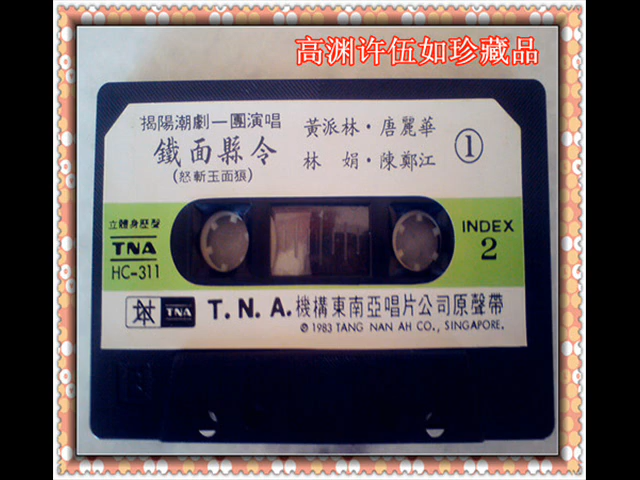 高渊许伍如珍藏品
揭陽潮劇一團演唱
鐵面縣令
(怒斬玉面狼)
黃派林・唐麗華
林 娟・陳鄭江
①
立體身歷聲
TNA
HC-311
INDEX
2
TNA
T. N. A. 機構東南亞唱片公司原聲帶
℗ 1983 TANG NAN AH CO., SINGAPORE.